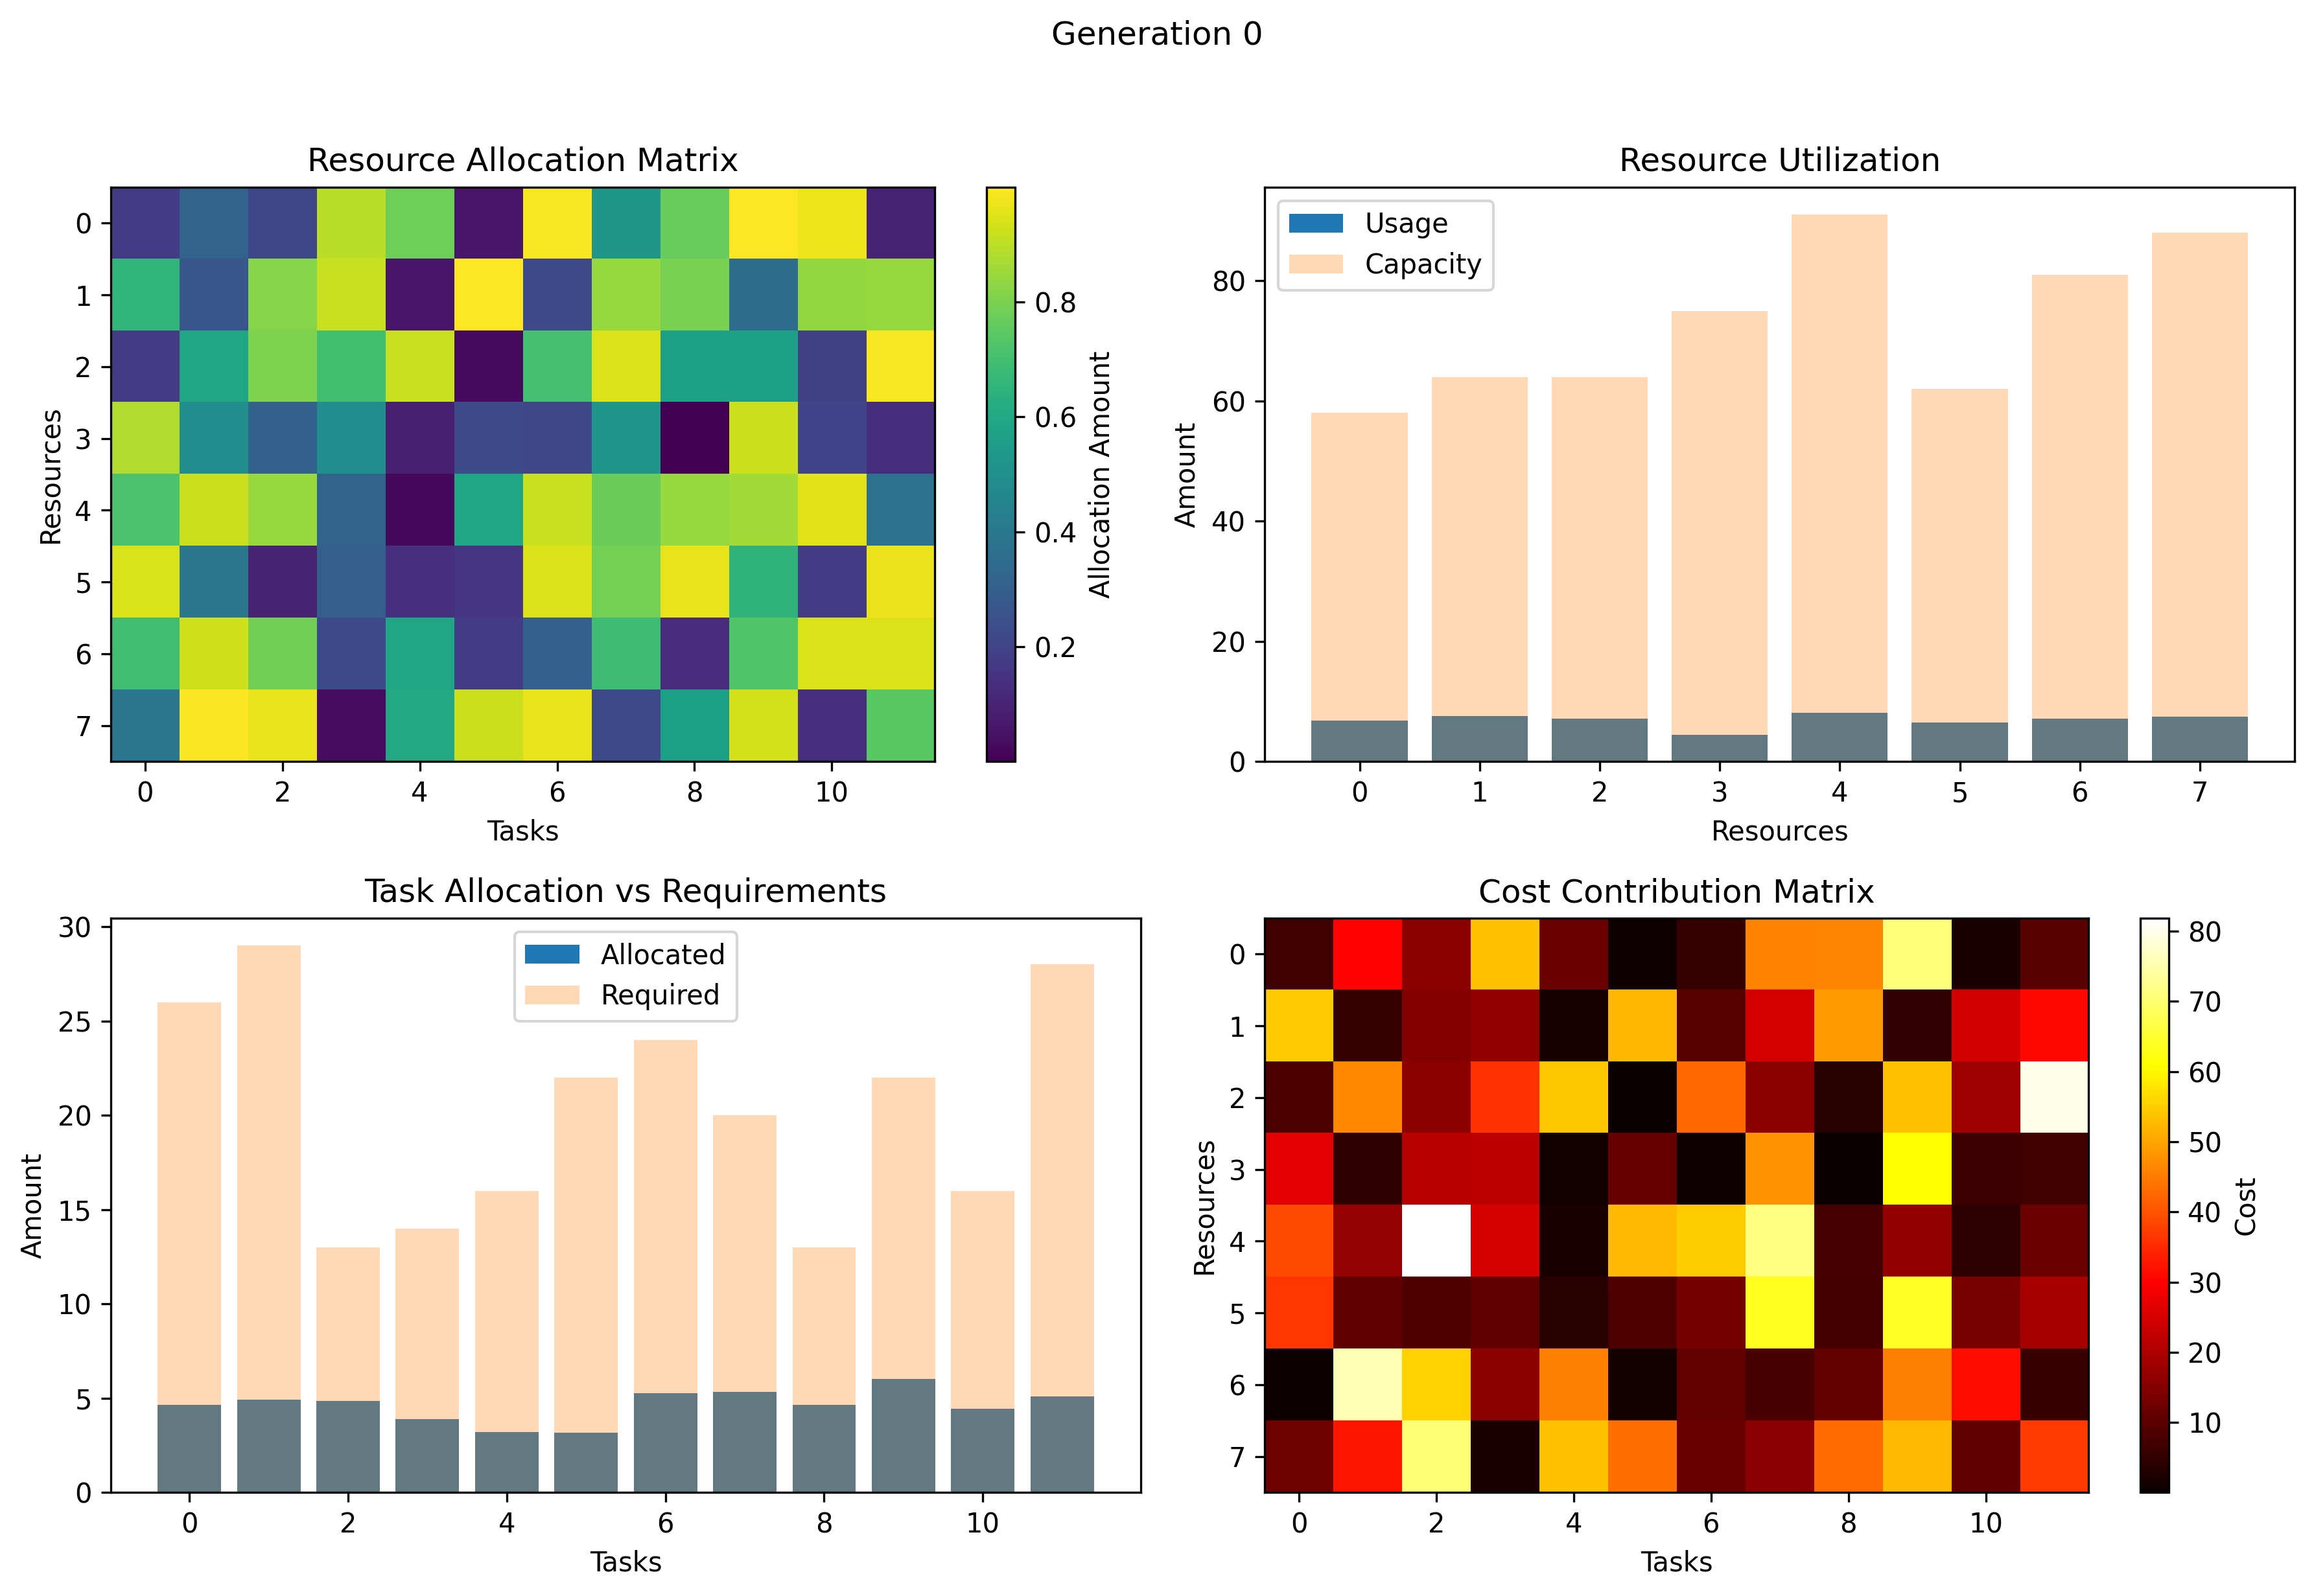 Generation 0
Resource Allocation Matrix
0
1
2
3
4
5
6
7
Resources
0 2 4 6 8 10
Tasks
0.8
0.6
0.4
0.2
Allocation Amount
Resource Utilization
Usage
Capacity
80
60
40
20
0
Amount
0 1 2 3 4 5 6 7
Resources
Task Allocation vs Requirements
Allocated
Required
30
25
20
15
10
5
0
Amount
0 2 4 6 8 10
Tasks
Cost Contribution Matrix
0
1
2
3
4
5
6
7
Resources
0 2 4 6 8 10
Tasks
80
70
60
50
40
30
20
10
Cost